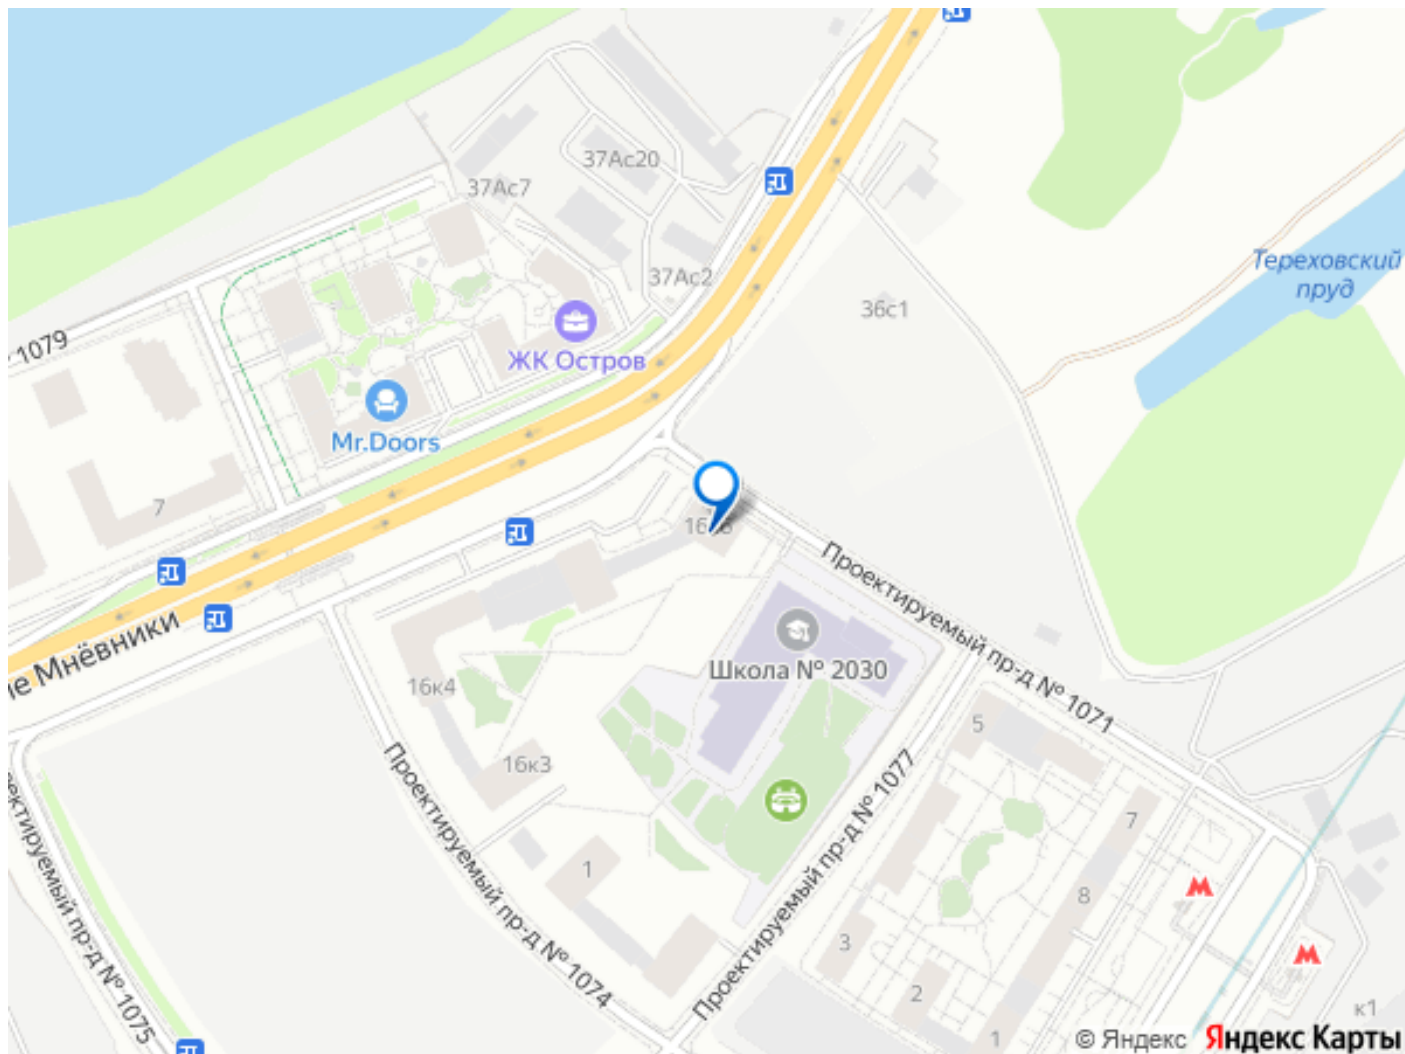 37Ас20
37Ас7
37Ас2
Тереховский
пруд
36с1
1079
ЖК Остров
Mr.Doors
7
Проектируемый пр-д № 1071
Мнёвники
Школа № 2030
16к4
5
16к3
Проектируемый пр-д № 1077
7
Проектируемый пр-д № 1074
1
8
3
пр-д № 1075
2
к1
1
© Яндекс Яндекс Карты